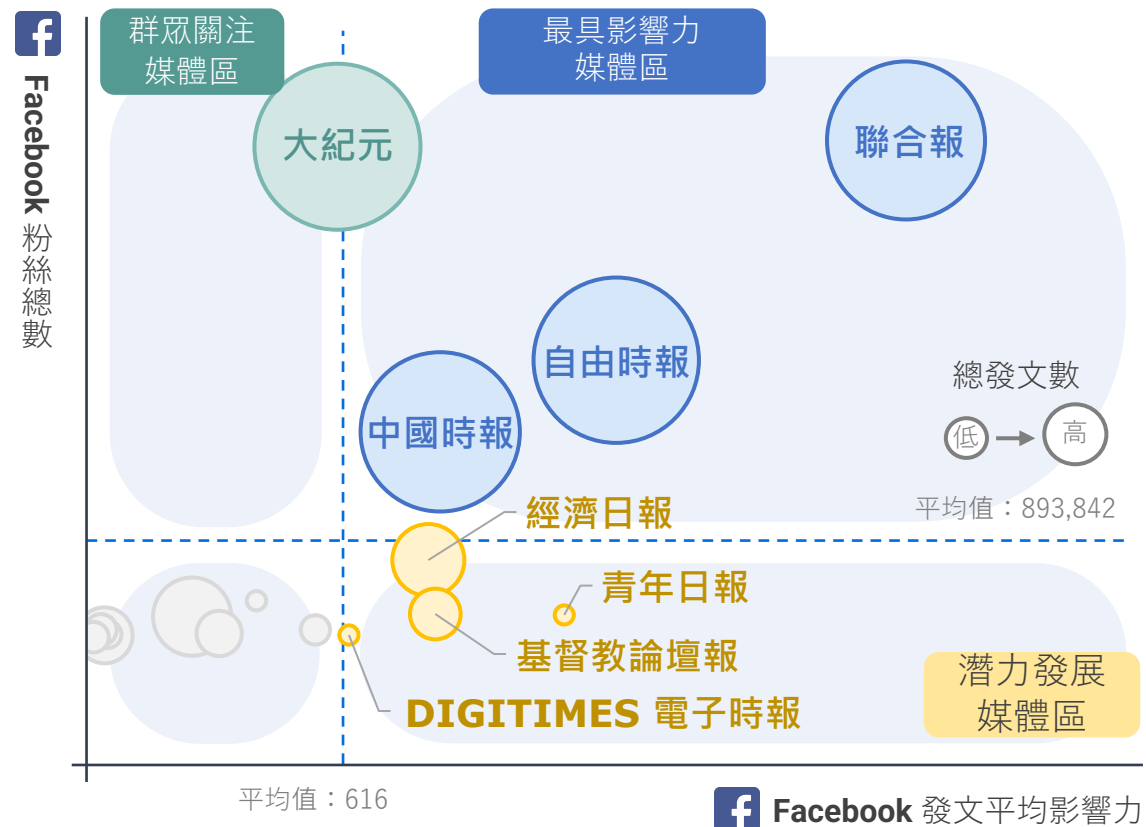 群眾關注
媒體區
最具影響力
媒體區
Facebook 粉絲總數
大紀元
聯合報
自由時報
中國時報
總發文數
低
高
平均值：893,842
經濟日報
青年日報
基督教論壇報
DIGITIMES 電子時報
潛力發展
媒體區
平均值：616
Facebook 發文平均影響力